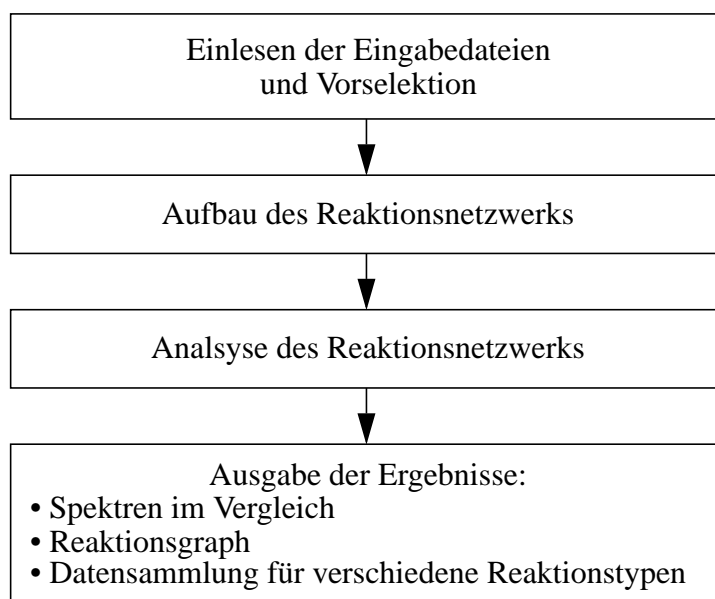 Einlesen der Eingabedateien
und Vorselektion
Aufbau des Reaktionsnetzwerks
Analsyse des Reaktionsnetzwerks
Ausgabe der Ergebnisse:
• Spektren im Vergleich
• Reaktionsgraph
• Datensammlung für verschiedene Reaktionstypen